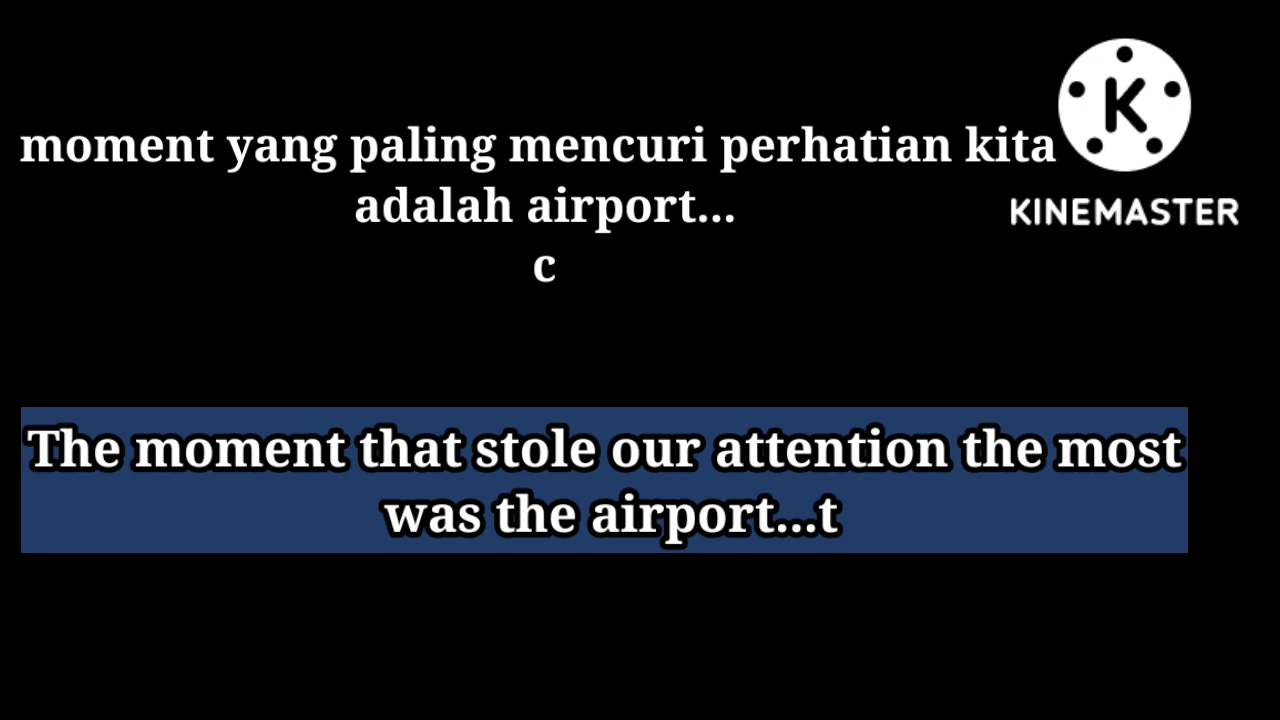 moment yang paling mencuri perhatian kita
adalah airport...
c
K
KINEMASTER
The moment that stole our attention the most
was the airport...t